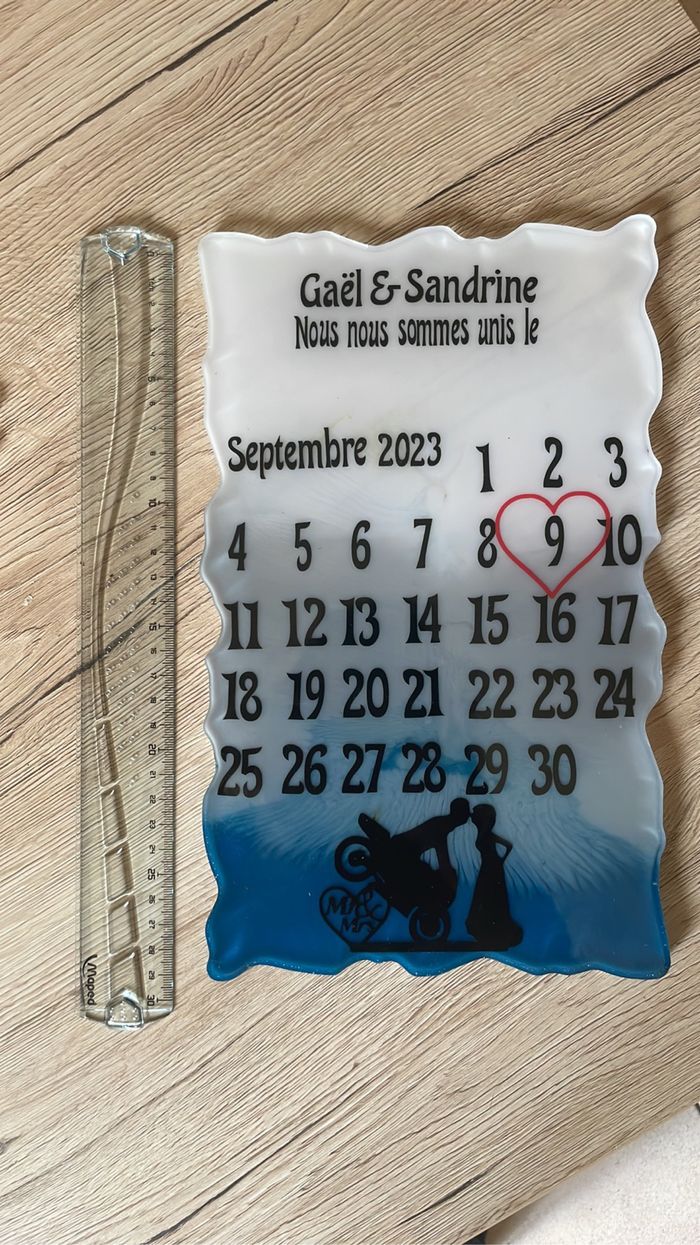 Gaël & Sandrine
Nous nous sommes unis le
Septembre 2023 1 2 3
4 5 6 7 8 9 10
11 12 13 14 15 16 17
18 19 20 21 22 23 24
25 26 27 28 29 30
Maped